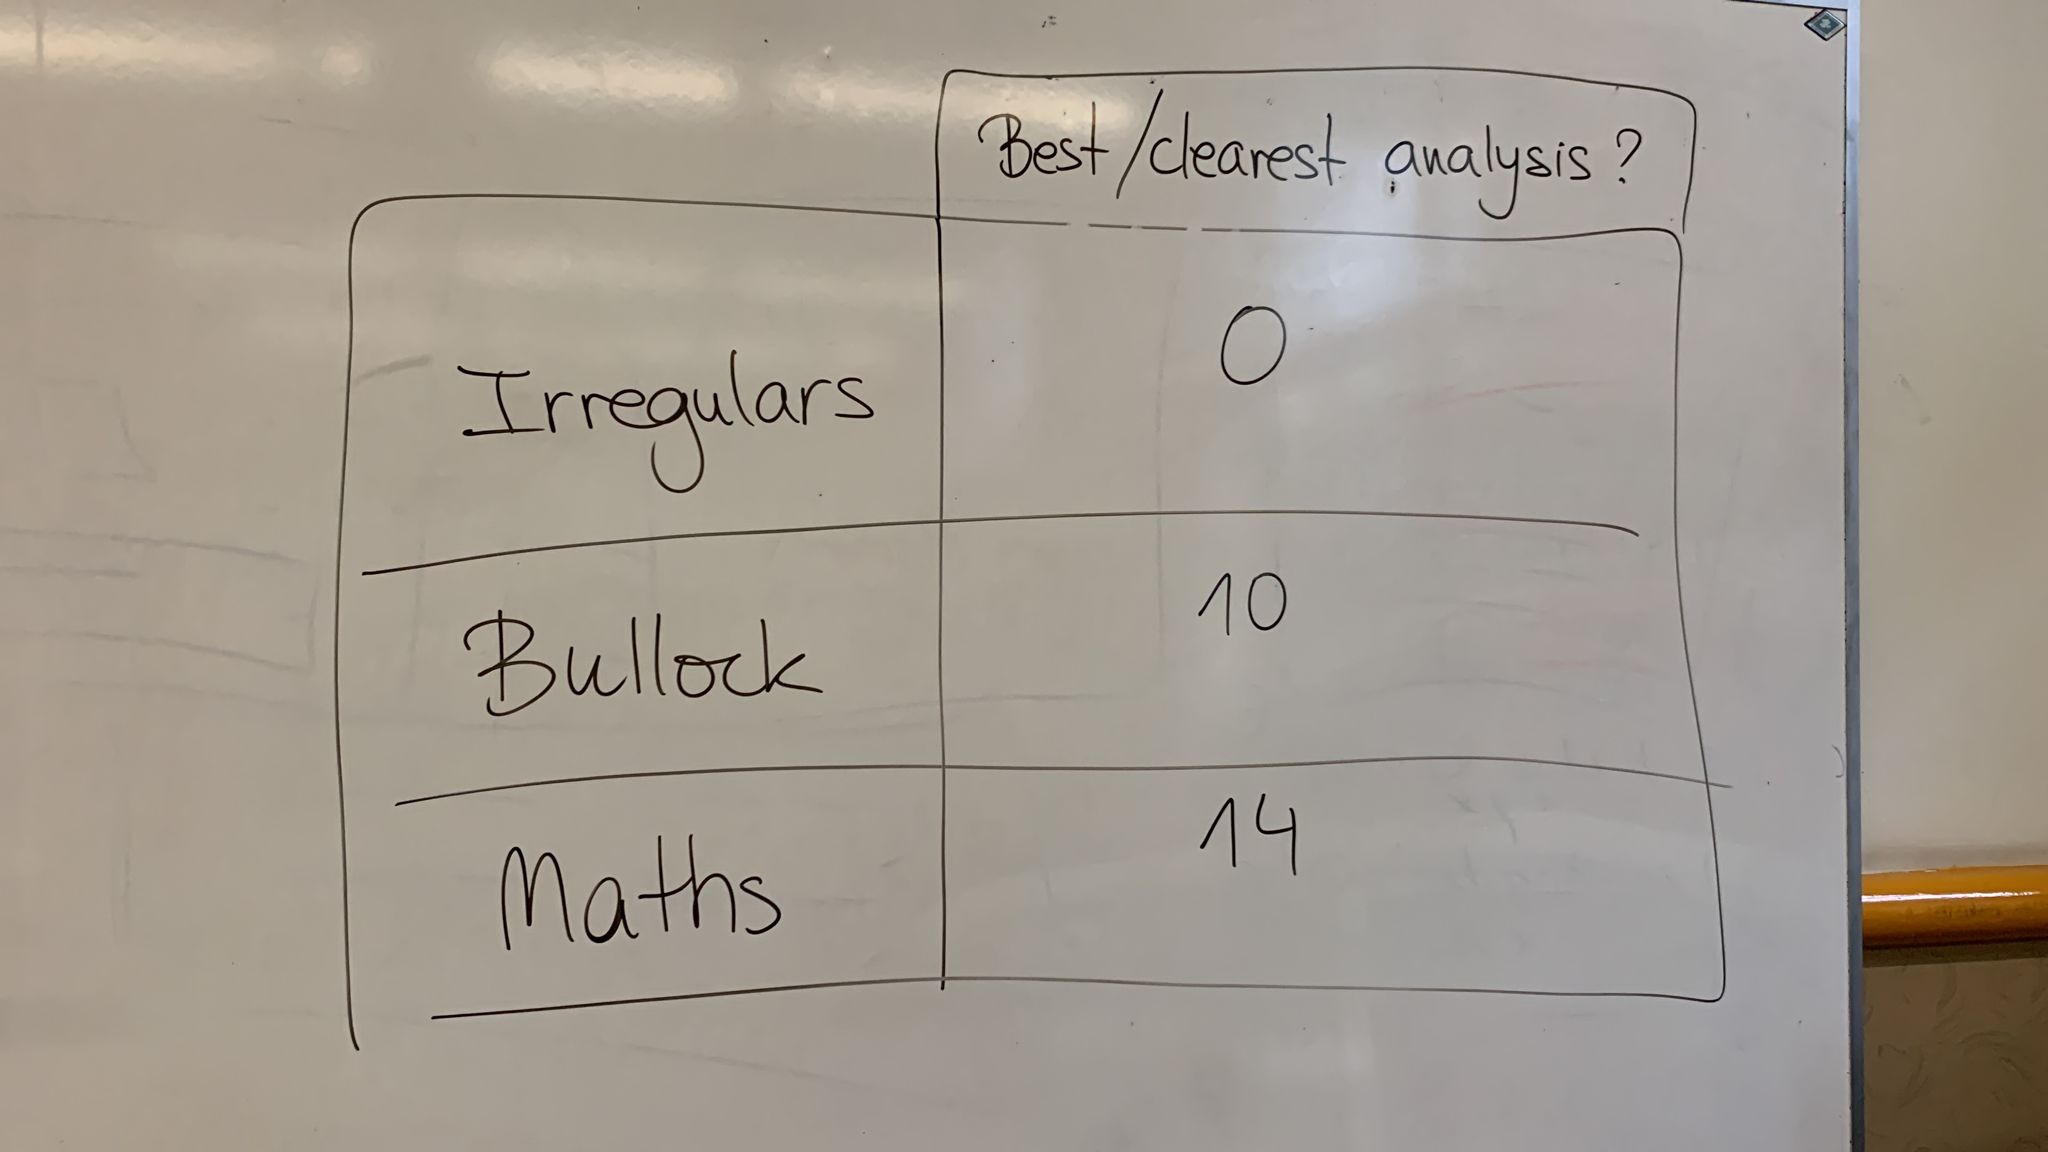 Best/clearest analysis?
Irregulars 0
Bullock 10
Maths 14